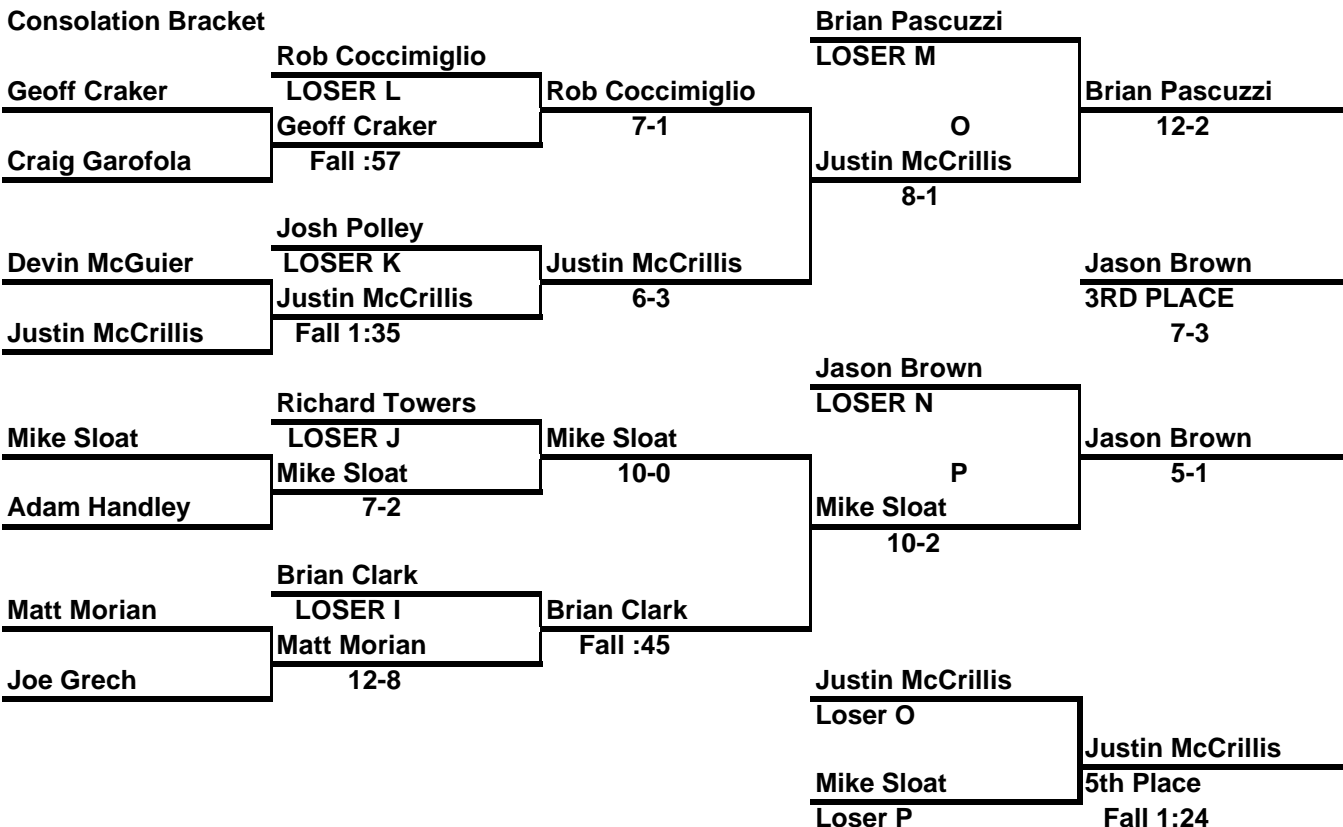 Consolation Bracket
Brian Pascuzzi
Rob Coccimiglio
LOSER M
Geoff Craker
LOSER L
Rob Coccimiglio
Brian Pascuzzi
Geoff Craker
7-1
O
12-2
Craig Garofola
Fall :57
Justin McCrillis
8-1
Josh Polley
Devin McGuier
LOSER K
Justin McCrillis
Jason Brown
Justin McCrillis
6-3
3RD PLACE
Justin McCrillis
Fall 1:35
7-3
Jason Brown
Richard Towers
LOSER N
Mike Sloat
LOSER J
Mike Sloat
Jason Brown
Mike Sloat
10-0
P
5-1
Adam Handley
7-2
Mike Sloat
10-2
Brian Clark
Matt Morian
LOSER I
Brian Clark
Matt Morian
Fall :45
Joe Grech
12-8
Justin McCrillis
Loser O
Justin McCrillis
Mike Sloat
5th Place
Loser P
Fall 1:24